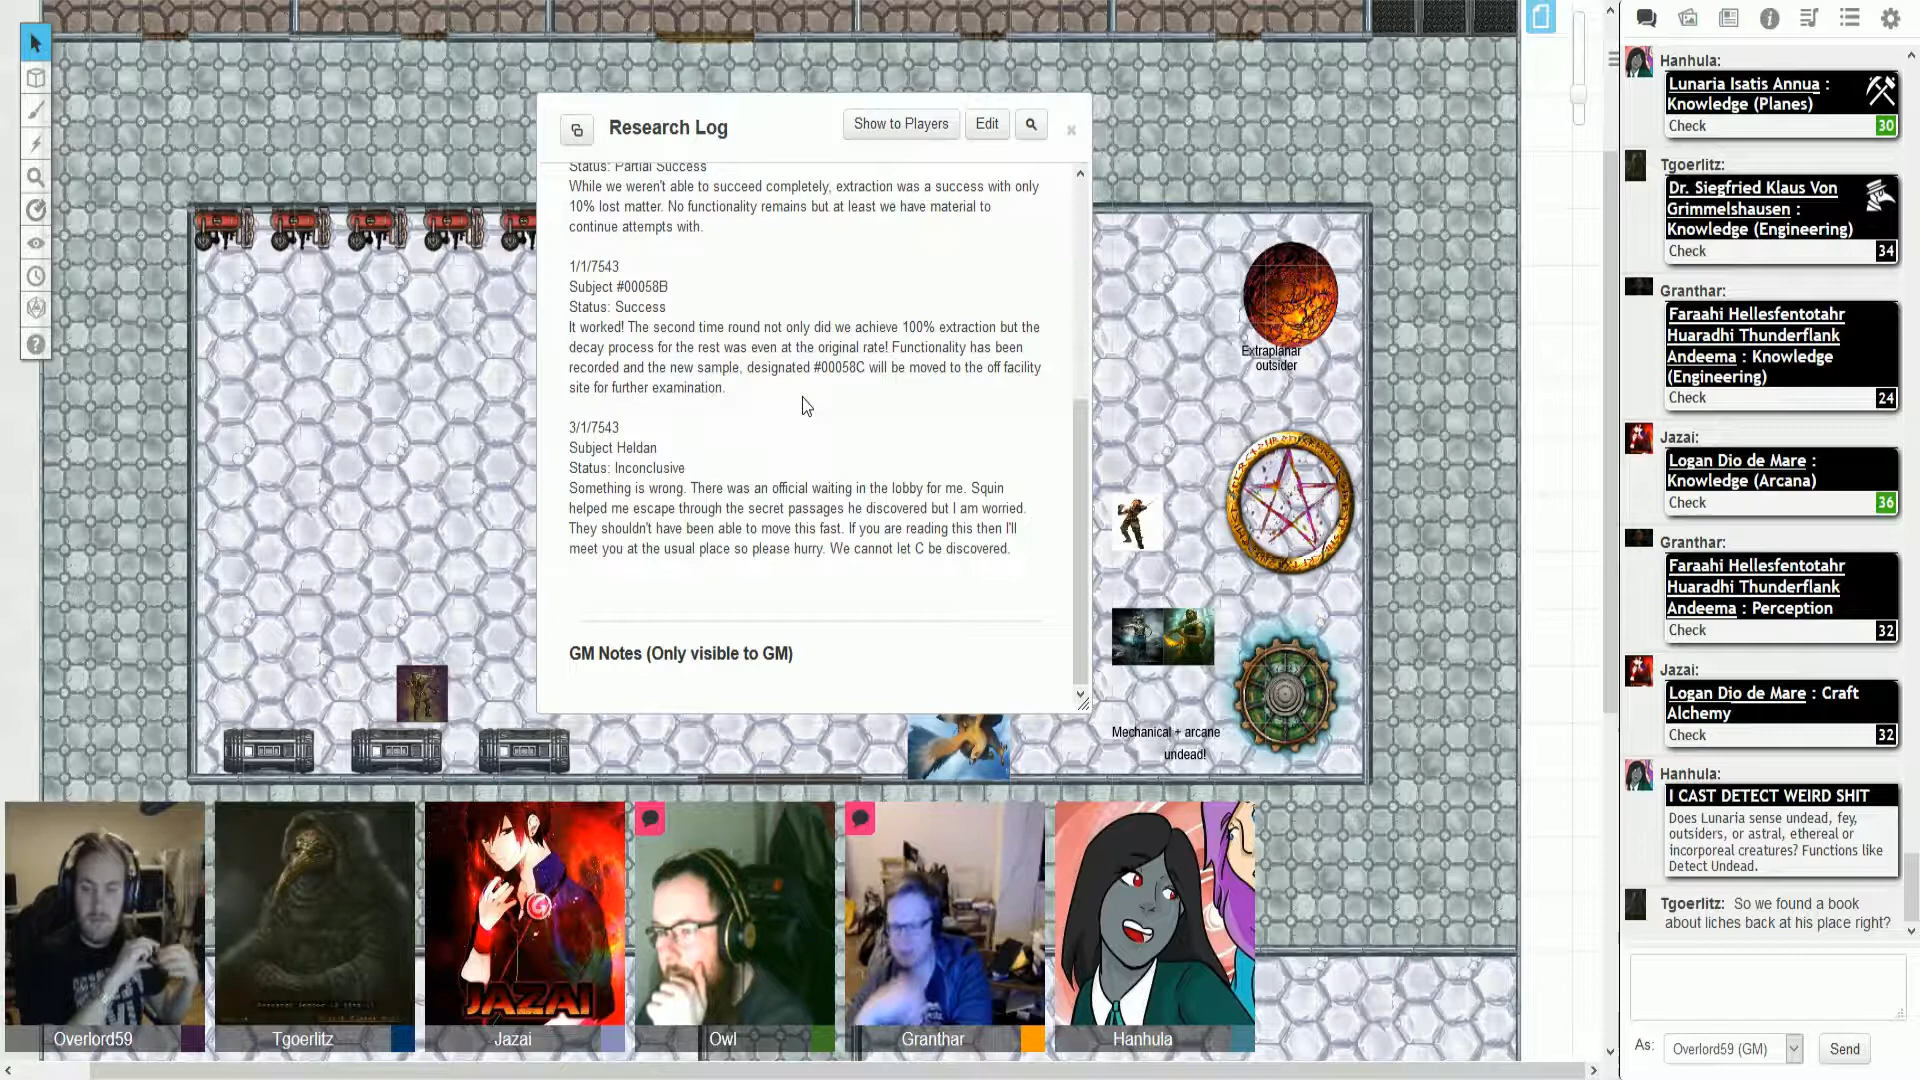 Research Log
Show to Players
Edit
Status: Partial Success
While we weren't able to succeed completely, extraction was a success with only
10% lost matter. No functionality remains but at least we have material to
continue attempts with.
1/1/7543
Subject #00058B
Status: Success
It worked! The second time round not only did we achieve 100% extraction but the
decay process for the rest was even at the original rate! Functionality has been
recorded and the new sample, designated #00058C will be moved to the off facility
site for further examination.
3/1/7543
Subject Heldan
Status: Inconclusive
Something is wrong. There was an official waiting in the lobby for me. Squin
helped me escape through the secret passages he discovered but I am worried.
They shouldn't have been able to move this fast. If you are reading this then I'll
meet you at the usual place so please hurry. We cannot let C be discovered.
GM Notes (Only visible to GM)
Extraplanar
outsider
Mechanical + arcane
undead!
JAZAI
Overlord59
Tgoerlitz
Jazai
Owl
Granthar
Hanhula
Hanhula:
Lunaria Isatis Annua :
Knowledge (Planes)
Check 30
Tgoerlitz:
Dr. Siegfried Klaus Von
Grimmelshausen :
Knowledge (Engineering)
Check 34
Granthar:
Faraahi Hellesfentotahr
Huaradhi Thunderflank
Andeema : Knowledge
(Engineering)
Check 24
Jazai:
Logan Dio de Mare :
Knowledge (Arcana)
Check 36
Granthar:
Faraahi Hellesfentotahr
Huaradhi Thunderflank
Andeema : Perception
Check 32
Jazai:
Logan Dio de Mare : Craft
Alchemy
Check 32
Hanhula:
I CAST DETECT WEIRD SHIT
Does Lunaria sense undead, fey,
outsiders, or astral, ethereal or
incorporeal creatures? Functions like
Detect Undead.
Tgoerlitz: So we found a book
about liches back at his place right?
As: Overlord59 (GM) Send